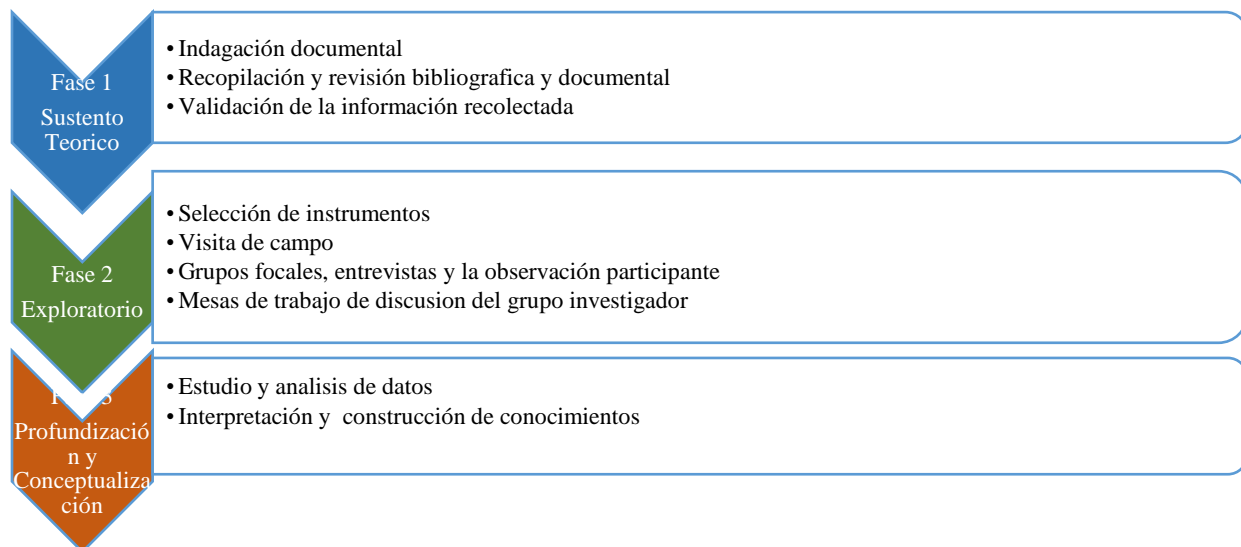 Fase 1
Sustento
Teorico
• Indagación documental
• Recopilación y revisión bibliografica y documental
• Validación de la información recolectada
Fase 2
Exploratorio
• Selección de instrumentos
• Visita de campo
• Grupos focales, entrevistas y la observación participante
• Mesas de trabajo de discusion del grupo investigador
3
Profundizació
n y
Conceptualiza
ción
• Estudio y analisis de datos
• Interpretación y construcción de conocimientos